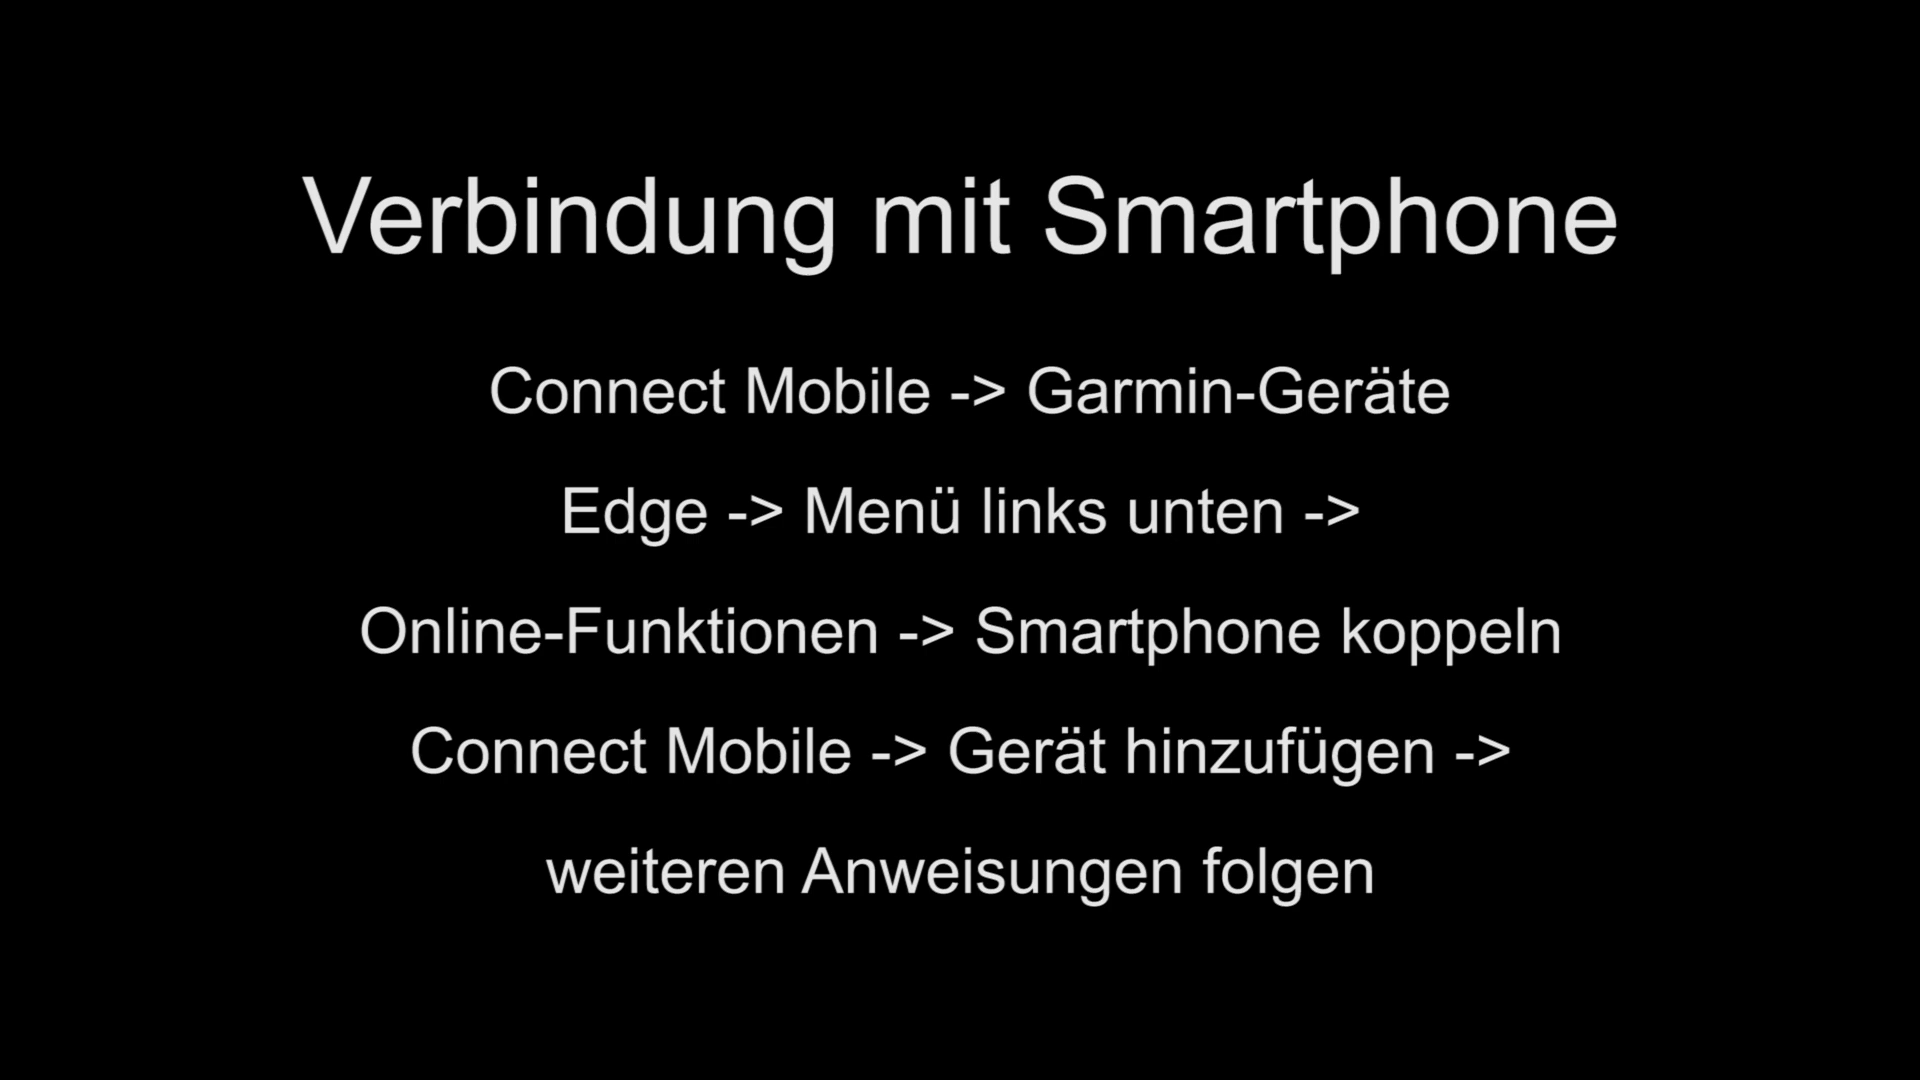 Verbindung mit Smartphone
Connect Mobile -> Garmin-Geräte
Edge -> Menü links unten ->
Online-Funktionen -> Smartphone koppeln
Connect Mobile -> Gerät hinzufügen ->
weiteren Anweisungen folgen